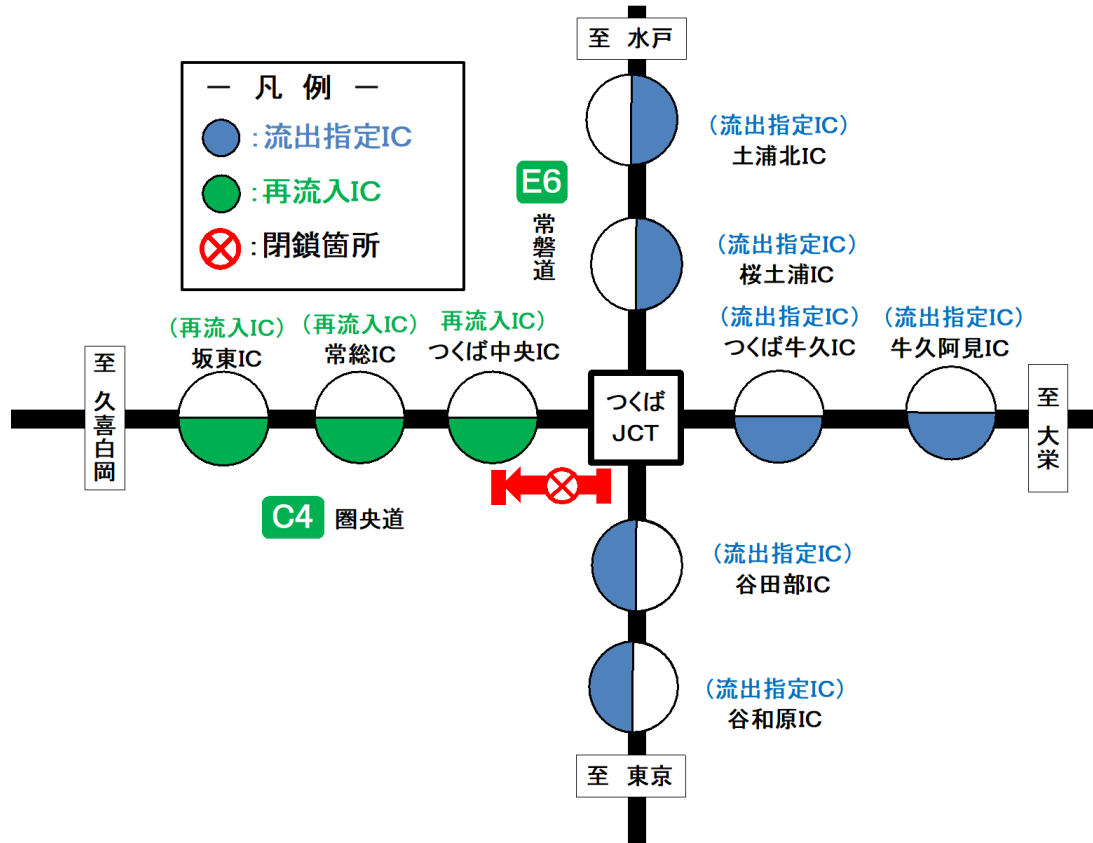 至 水戸
－ 凡 例 －
：流出指定IC
：再流入IC
：閉鎖箇所
（流出指定IC）
土浦北IC
E6
常磐道
（流出指定IC）
桜土浦IC
（再流入IC）
坂東IC
（再流入IC）
常総IC
再流入IC）
つくば中央IC
（流出指定IC）
つくば牛久IC
（流出指定IC）
牛久阿見IC
至 久喜白岡
つくば
JCT
至 大栄
C4 圏央道
（流出指定IC）
谷田部IC
（流出指定IC）
谷和原IC
至 東京